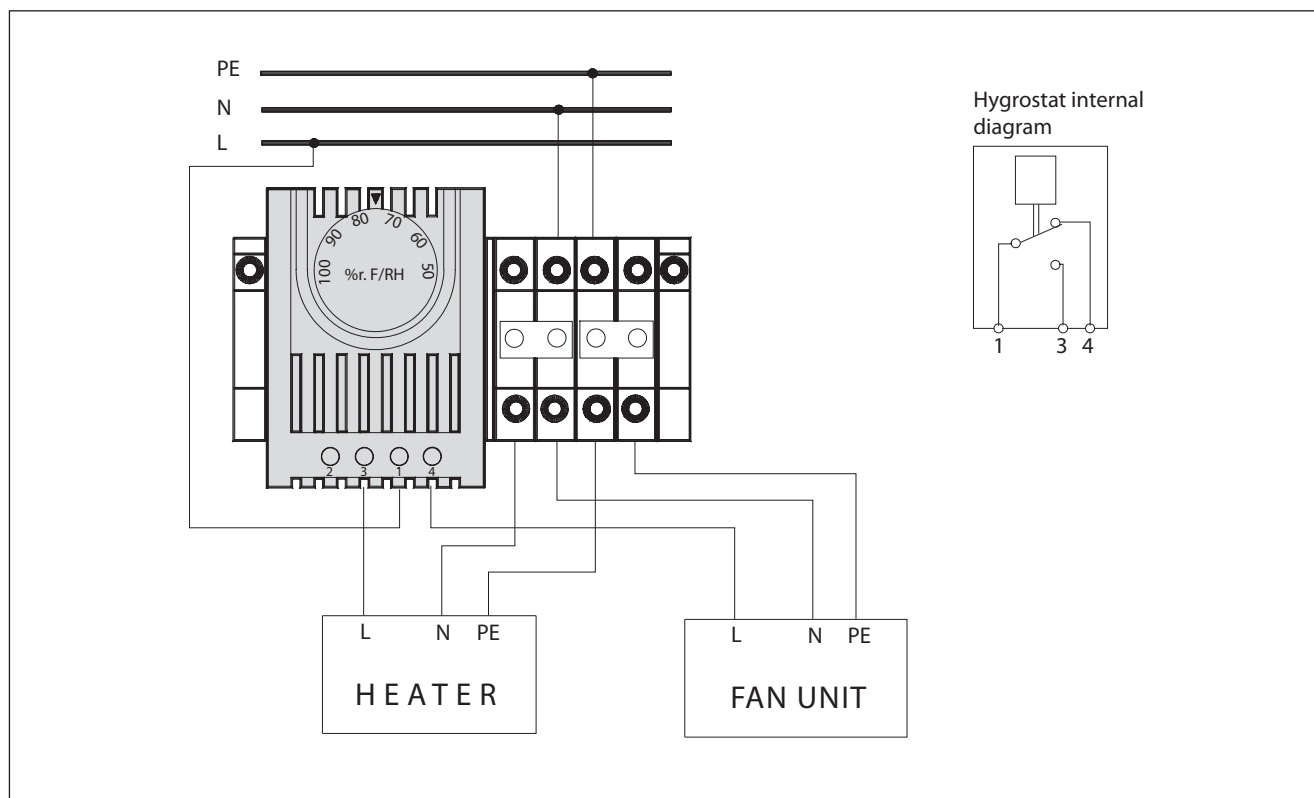 PE
N
L
Hygrostat internal
diagram
100 90 80 70 60 50
%r. F/RH
1 3 4
2 3 1 4
L N PE
HEATER
L N PE
FAN UNIT